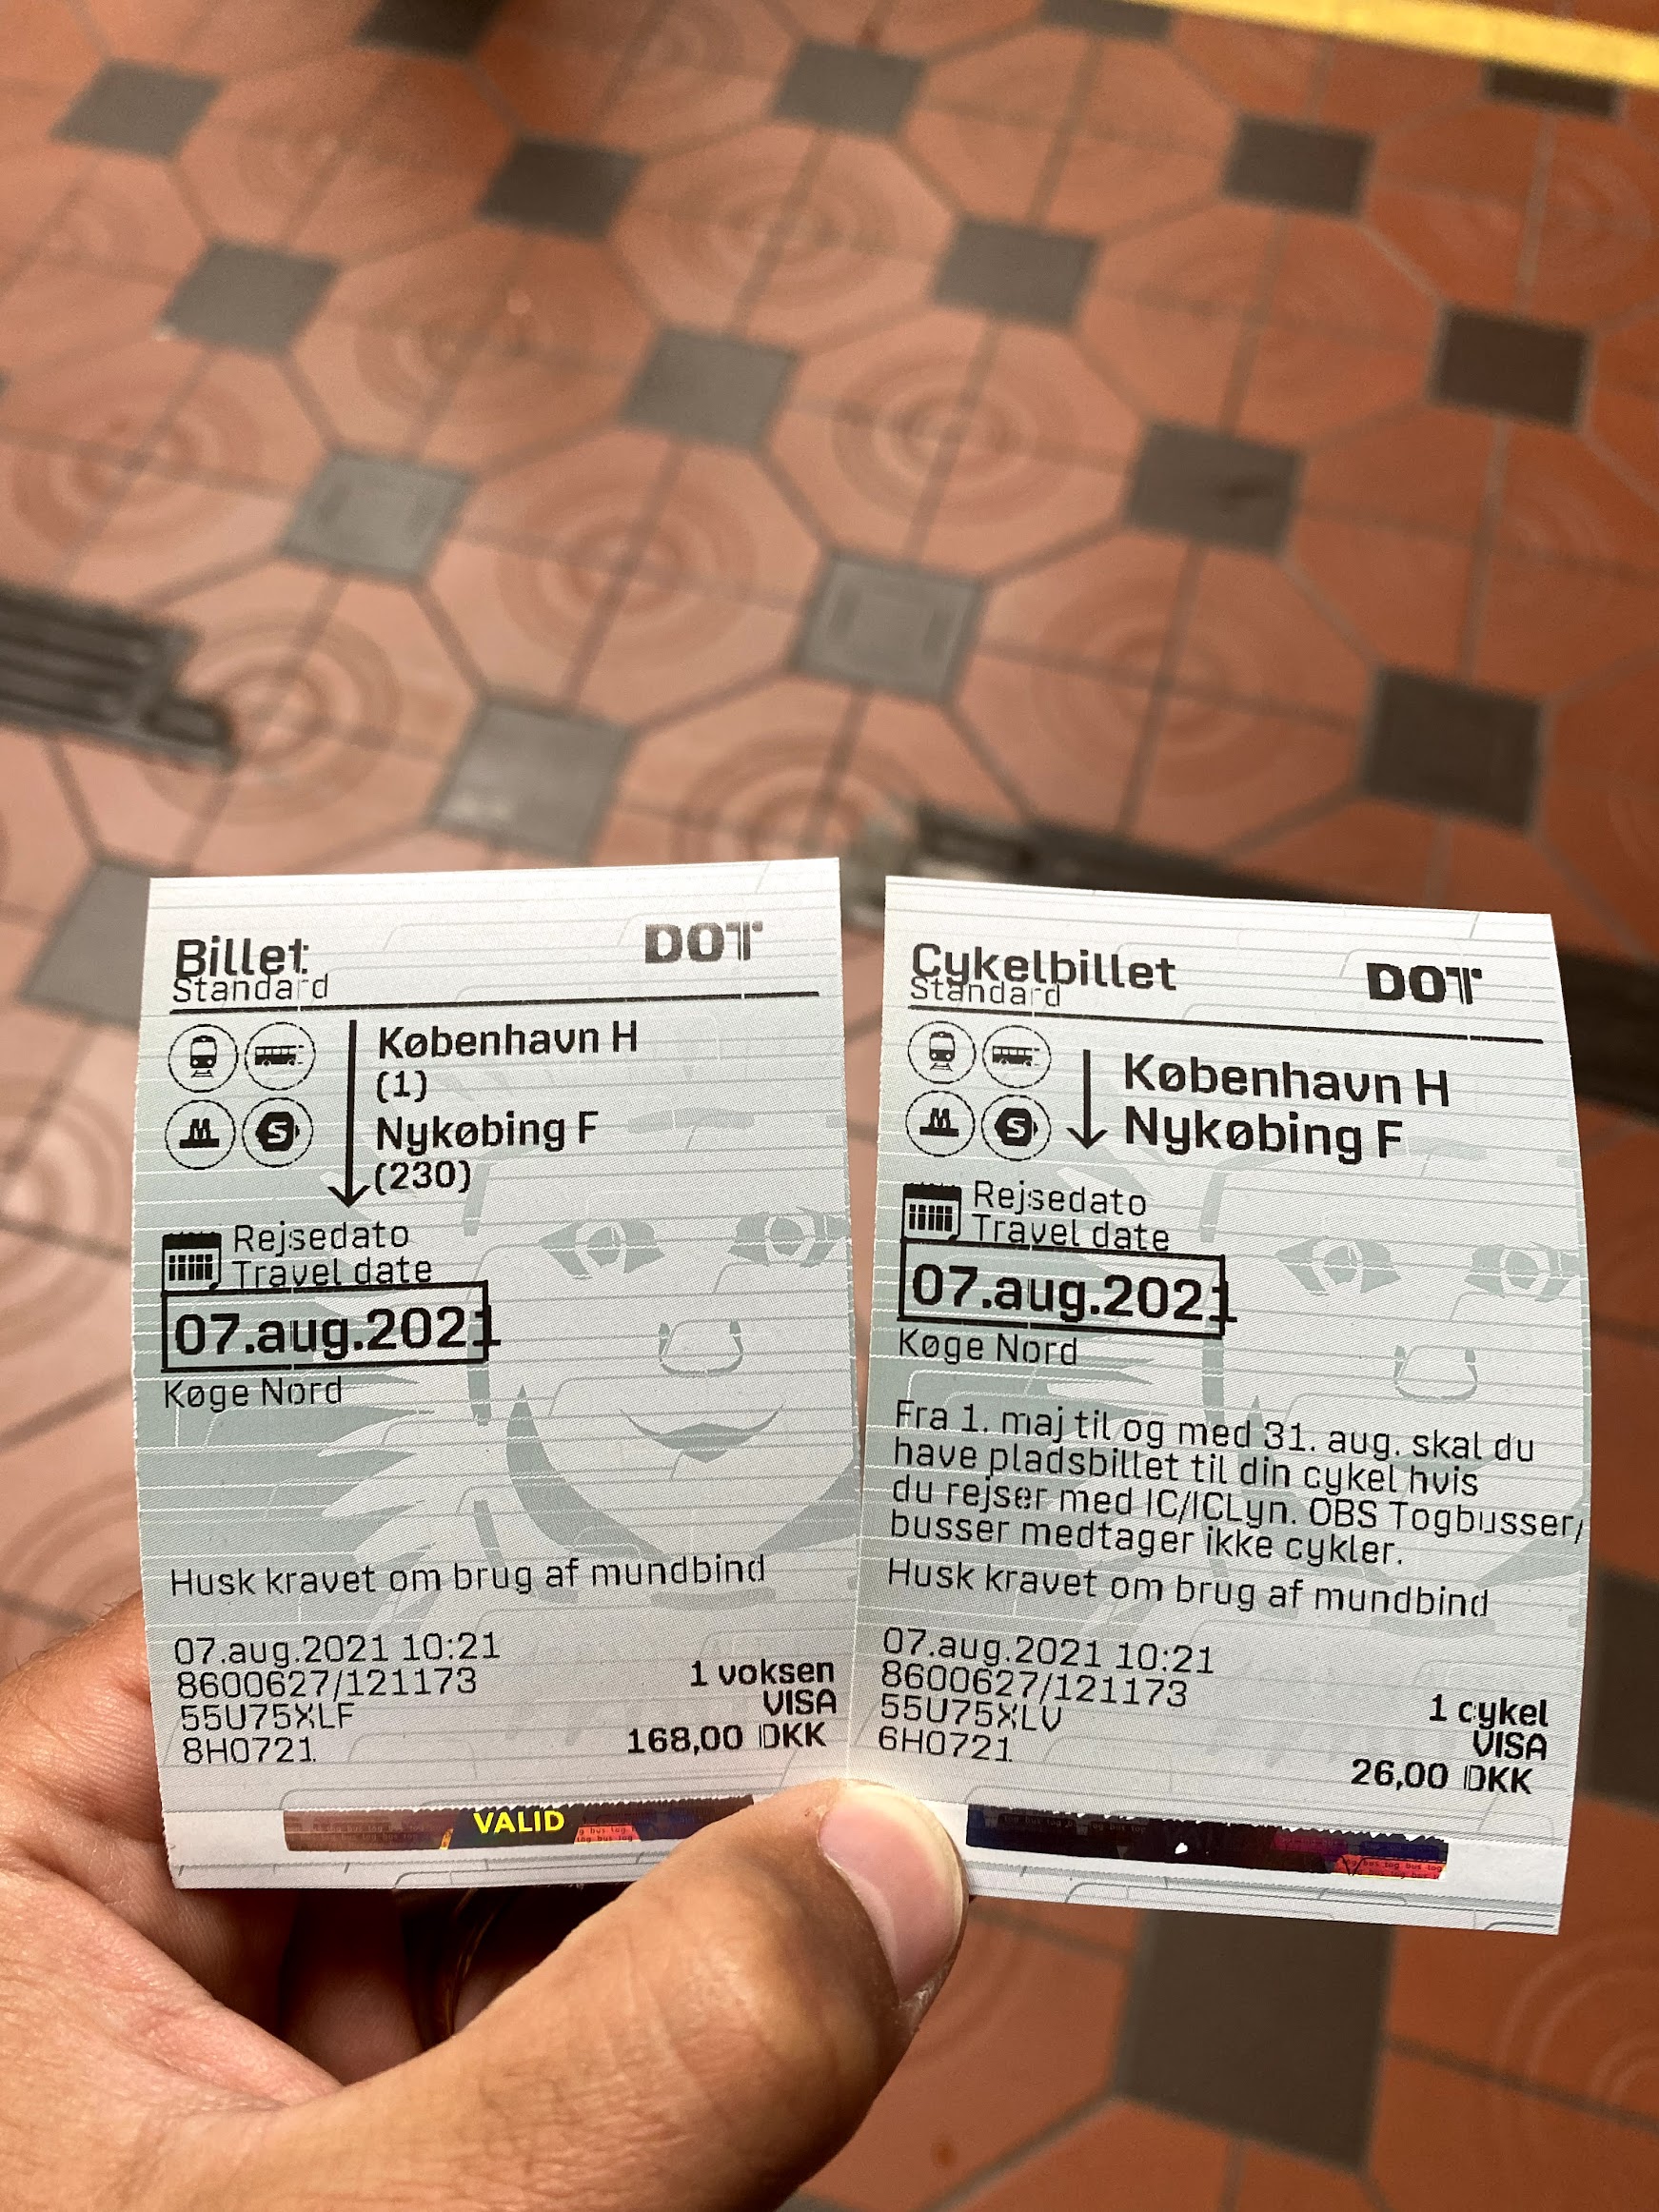 Billet
DOT
Standard
København H
(1)
Nykøbing F
(230)
Rejsedato
Travel date
07.aug.2021
Køge Nord
Husk kravet om brug af mundbind
07.aug.2021 10:21
8600627/121173
1 voksen
55U75XLF
VISA
8H0721
168,00 DKK
VALID
Cykelbillet
DOT
Standard
København H
Nykøbing F
Rejsedato
Travel date
07.aug.2021
Køge Nord
Fra 1. maj til og med 31. aug. skal du
have pladsbillet til din cykel hvis
du rejser med IC/ICLyn. OBS Togbusser/
busser medtager ikke cykler.
Husk kravet om brug af mundbind
07.aug.2021 10:21
8600627/121173
1 cykel
55U75XLV
VISA
6H0721
26,00 DKK